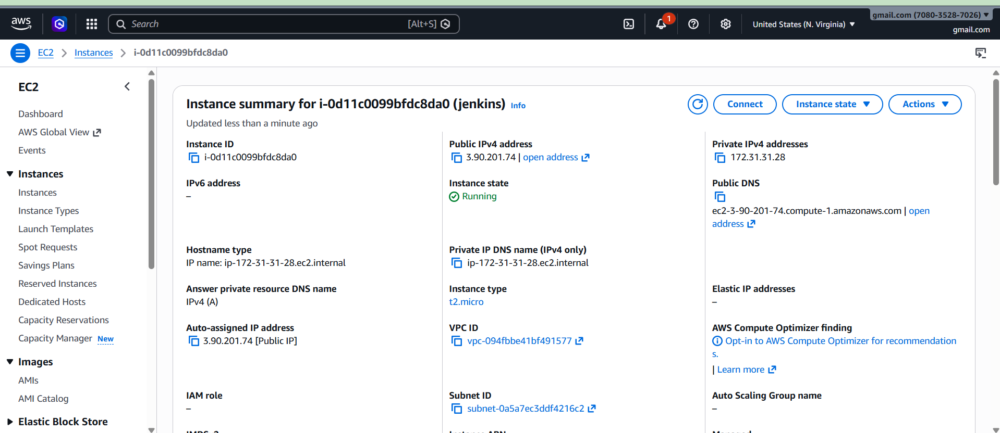 aws
Search
[Alt+S]
1
United States (N. Virginia)
gmail.com (7080-3528-7026)
gmail.com
EC2
Instances
i-0d11c0099bfdc8da0
EC2
Dashboard
AWS Global View
Events
Instances
Instances
Instance Types
Launch Templates
Spot Requests
Savings Plans
Reserved Instances
Dedicated Hosts
Capacity Reservations
Capacity Manager New
Images
AMIs
AMI Catalog
Elastic Block Store
Instance summary for i-0d11c0099bfdc8da0 (jenkins) Info
Updated less than a minute ago
Connect
Instance state
Actions
Instance ID
i-0d11c0099bfdc8da0
Public IPv4 address
3.90.201.74 | open address
Private IPv4 addresses
172.31.31.28
IPv6 address
–
Instance state
Running
Public DNS
ec2-3-90-201-74.compute-1.amazonaws.com | open
address
Hostname type
IP name: ip-172-31-31-28.ec2.internal
Private IP DNS name (IPv4 only)
ip-172-31-31-28.ec2.internal
Answer private resource DNS name
IPv4 (A)
Instance type
t2.micro
Elastic IP addresses
–
Auto-assigned IP address
3.90.201.74 [Public IP]
VPC ID
vpc-094fbbe41bf491577
AWS Compute Optimizer finding
Opt-in to AWS Compute Optimizer for recommendation
s.
| Learn more
IAM role
–
Subnet ID
subnet-0a5a7ec3ddf4216c2
Auto Scaling Group name
–
Instance ARN
Managed